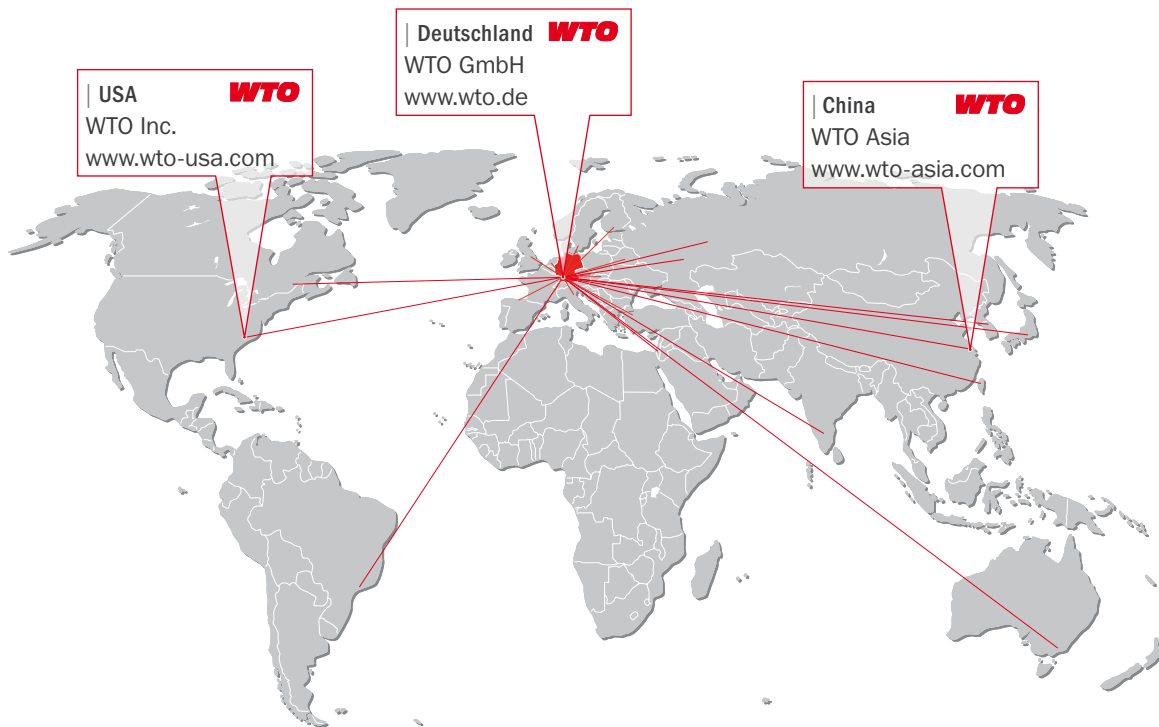 | USA WTO
WTO Inc.
www.wto-usa.com
| Deutschland WTO
WTO GmbH
www.wto.de
| China WTO
WTO Asia
www.wto-asia.com